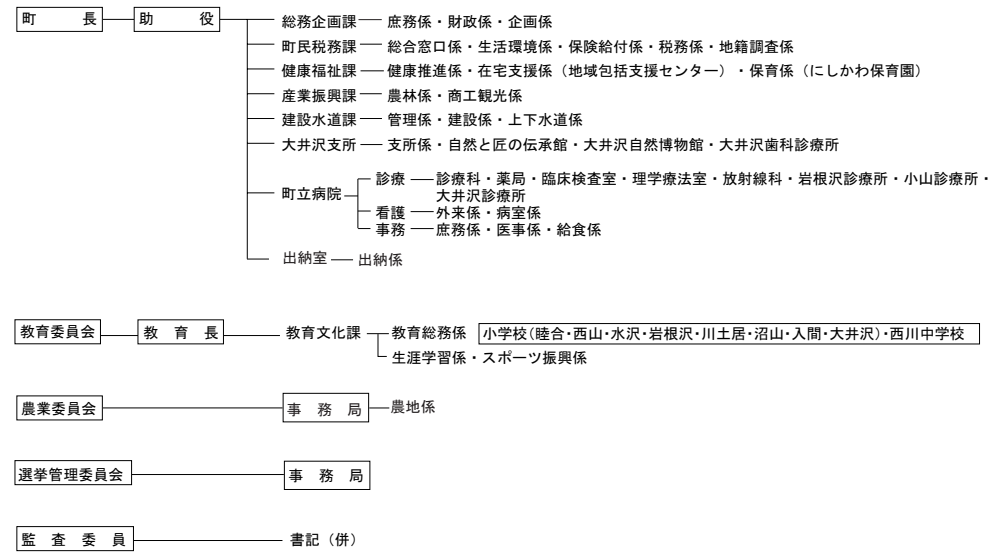 町長 助役 総務企画課 庶務係・財政係・企画係
町民税務課 総合窓口係・生活環境係・保険給付係・税務係・地籍調査係
健康福祉課 健康推進係・在宅支援係（地域包括支援センター）・保育係（にしかわ保育園）
産業振興課 農林係・商工観光係
建設水道課 管理係・建設係・上下水道係
大井沢支所 支所係・自然と匠の伝承館・大井沢自然博物館・大井沢歯科診療所
町立病院 診療 診療科・薬局・臨床検査室・理学療法室・放射線科・岩根沢診療所・小山診療所・
大井沢診療所
看護 外来係・病室係
事務 庶務係・医事係・給食係
出納室 出納係
教育委員会 教育長 教育文化課 教育総務係 小学校（睦合・西山・水沢・岩根沢・川土居・沼山・入間・大井沢）・西川中学校
生涯学習係・スポーツ振興係
農業委員会 事務局 農地係
選挙管理委員会 事務局
監査委員 書記（併）